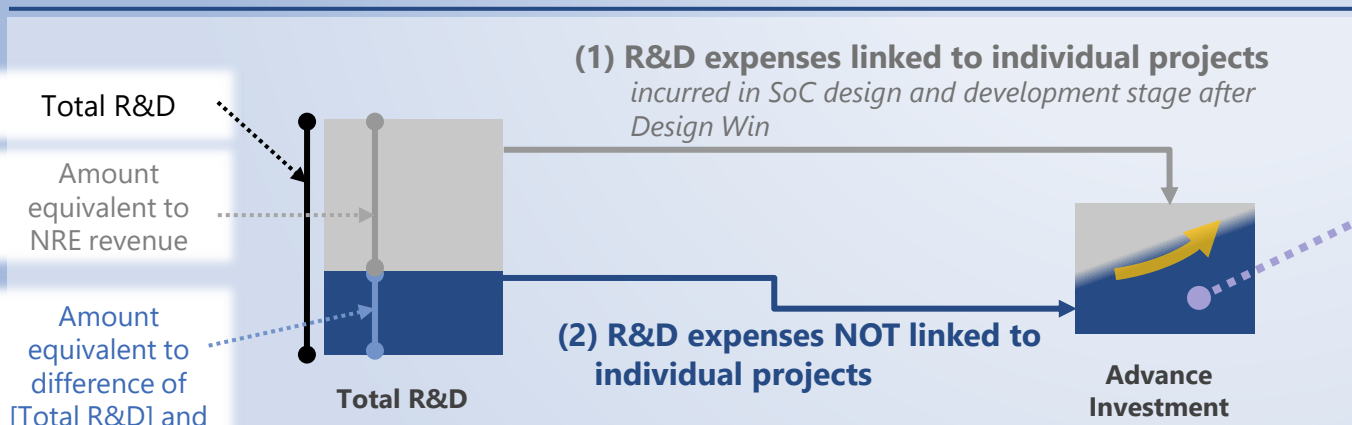 (1) R&D expenses linked to individual projects
incurred in SoC design and development stage after
Design Win
Total R&D
Amount
equivalent to
NRE revenue
Amount
equivalent to
difference of
[Total R&D] and
(2) R&D expenses NOT linked to
individual projects
Total R&D
Advance
Investment